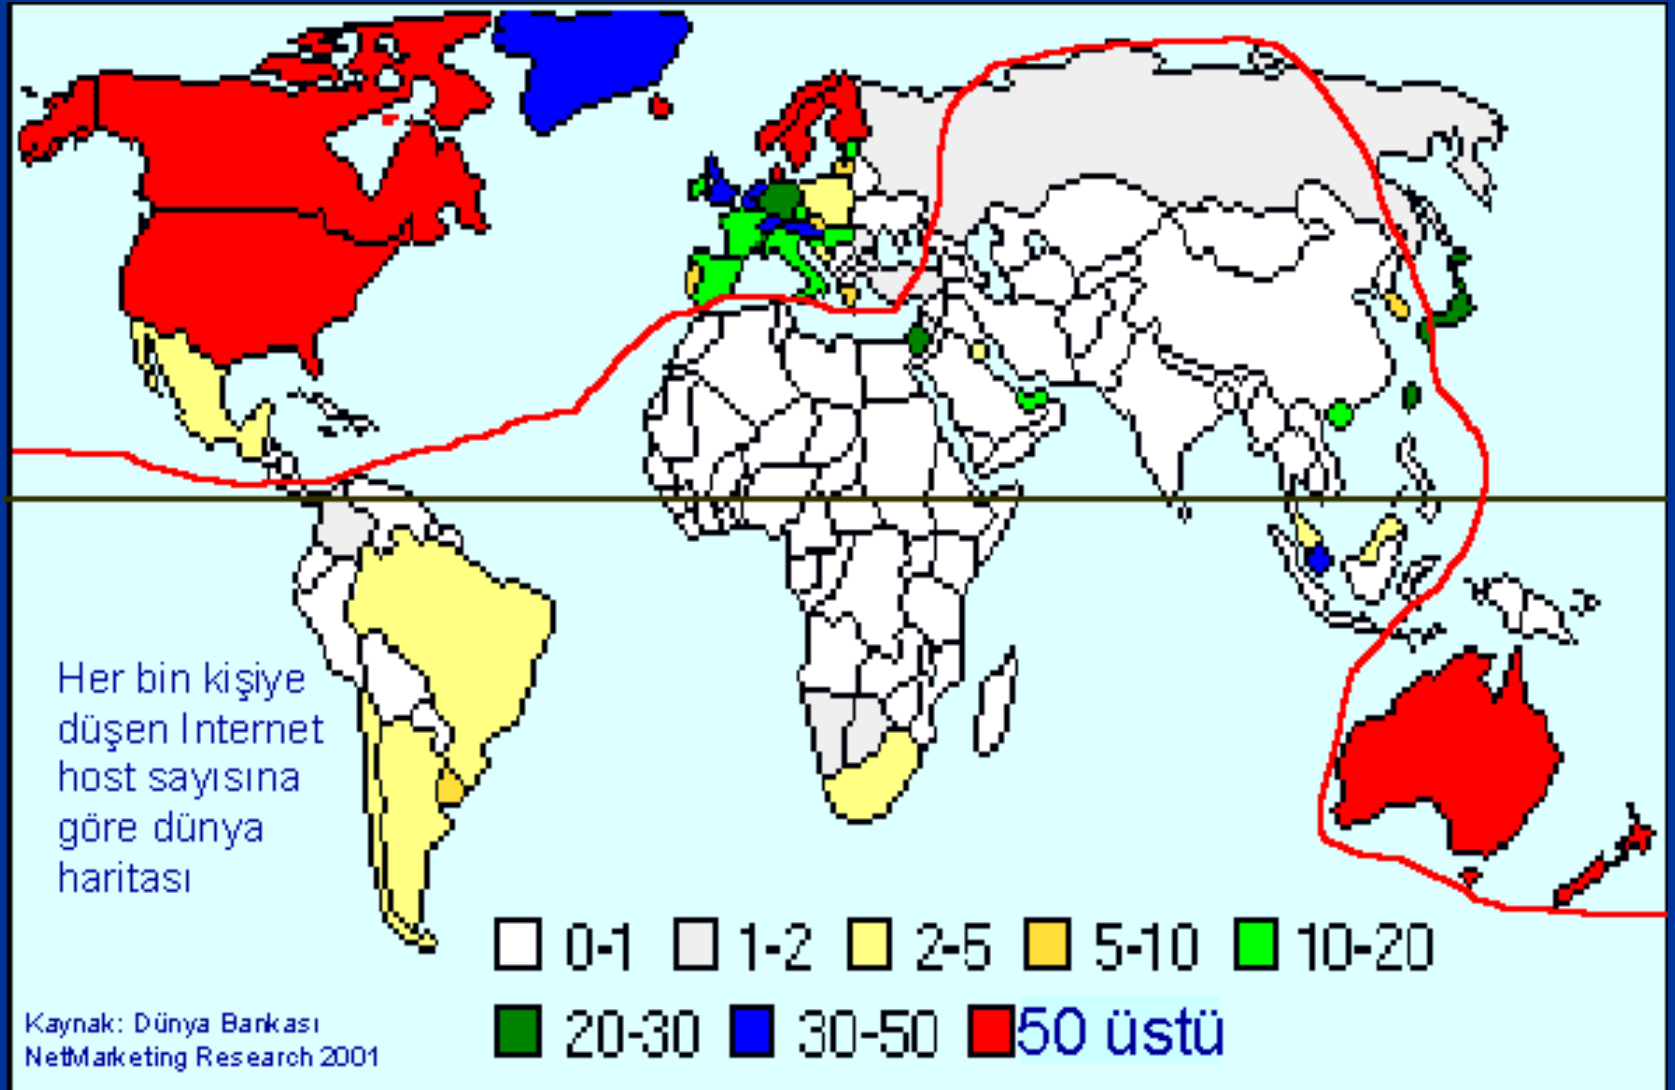 Her bin kişiye
düşen Internet
host sayısına
göre dünya
haritası
0-1 1-2 2-5 5-10 10-20
20-30 30-50 50 üstü
Kaynak: Dünya Bankası
NetMarketing Research 2001